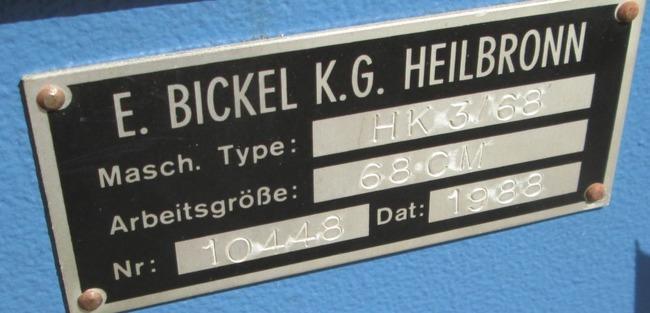 E. BICKEL K.G. HEILBRONN
Masch. Type: HK 3/68
Arbeitsgröße: 68·CM
Nr: 10448 Dat: 1988